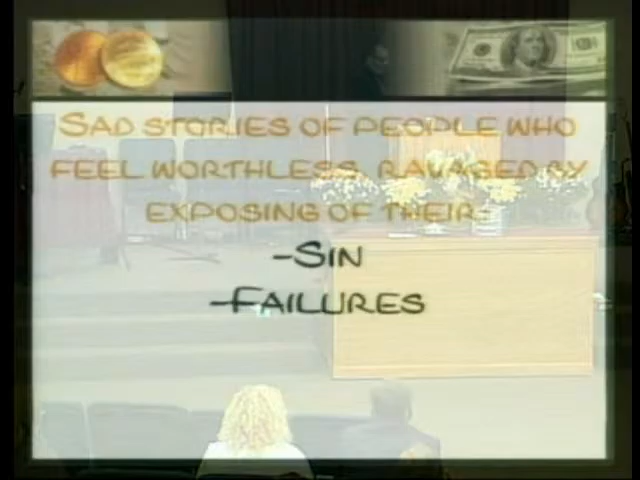 SAD STORIES OF PEOPLE WHO
FEEL WORTHLESS, RAVAGED BY
EXPOSING OF THEIR-
-SIN
-FAILURES